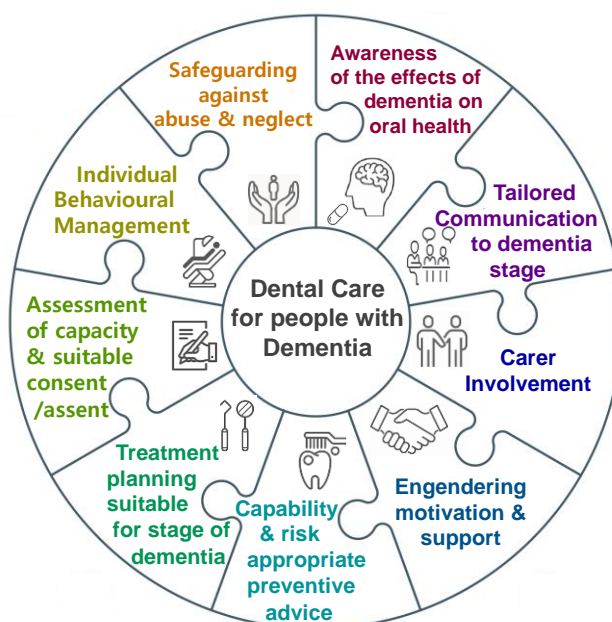 Dental Care
for people with
Dementia
Awareness
of the effects of
dementia on
oral health
Tailored
Communication
to dementia
stage
Carer
Involvement
Engendering
motivation &
support
Capability
& risk
appropriate
preventive
advice
Treatment
planning
suitable
for stage of
dementia
Assessment
of capacity
& suitable
consent
/assent
Individual
Behavioural
Management
Safeguarding
against
abuse & neglect